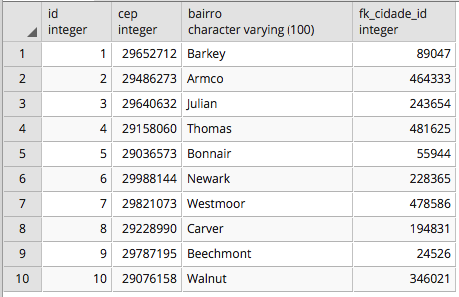 id cep bairro fk_cidade_id
integer integer character varying (100) integer
1 1 29652712 Barkey 89047
2 2 29486273 Armco 464333
3 3 29640632 Julian 243654
4 4 29158060 Thomas 481625
5 5 29036573 Bonnair 55944
6 6 29988144 Newark 228365
7 7 29821073 Westmoor 478586
8 8 29228990 Carver 194831
9 9 29787195 Beechmont 24526
10 10 29076158 Walnut 346021